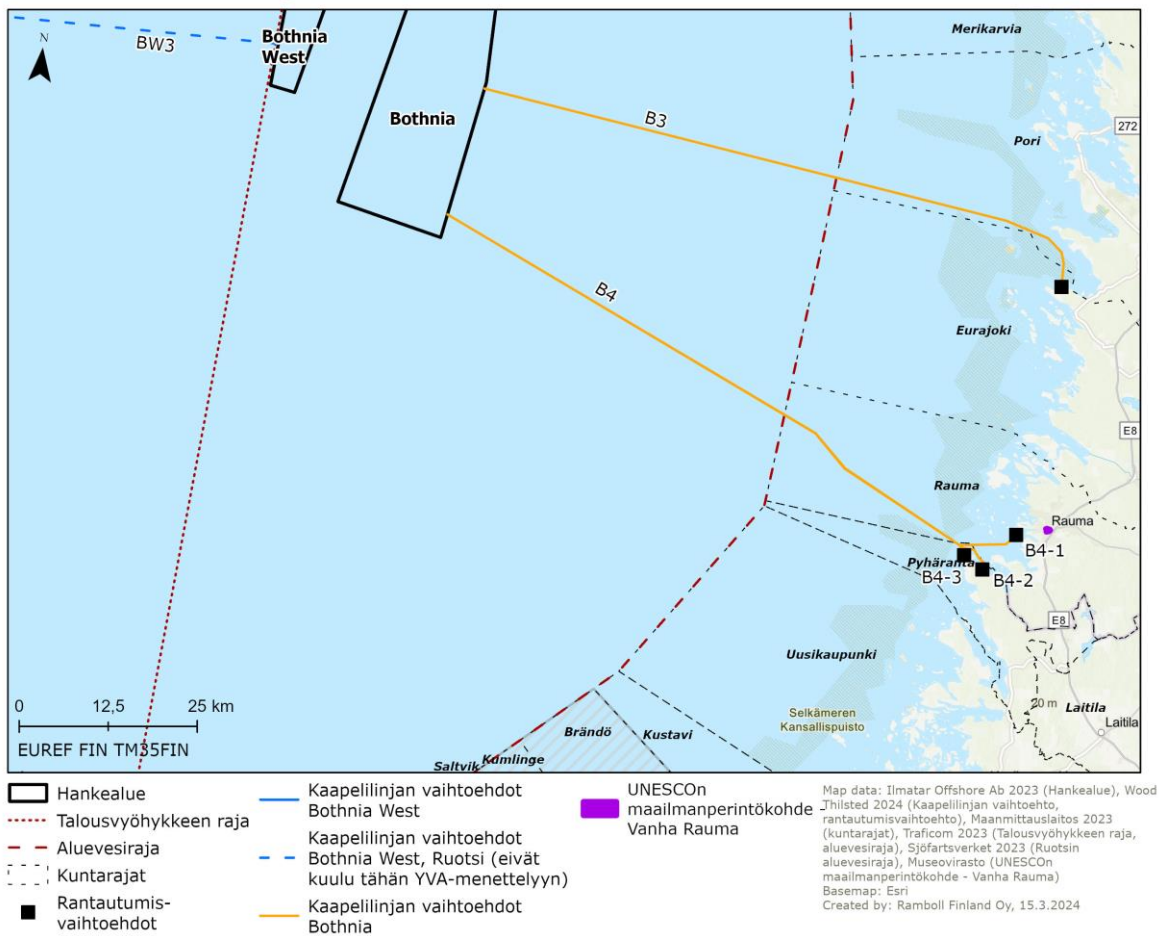 Merikarvia
N
BW3
Bothnia
West
Bothnia
B3
272
Pori
B4
Eurajoki
E8
Rauma
Rauma
B4-1
Pyhäranta
B4-3
B4-2
E8
Uusikaupunki
0 12,5 25 km
Selkämeren
Kansallispuisto
20 m
Laitila
Laitila
Brändö
Kustavi
EUREF FIN TM35FIN
Kumlinge
Saltvik
Hankealue
Talousvyöhykkeen raja
Aluevesiraja
Kuntarajat
Rantautumis-
vaihtoehdot
Kaapelilinjan vaihtoehdot
Bothnia West
Kaapelilinjan vaihtoehdot
Bothnia West, Ruotsi (eivät
kuulu tähän YVA-menettelyyn)
Kaapelilinjan vaihtoehdot
Bothnia
UNESCOn
maailmanperintökohde
Vanha Rauma
Map data: Ilmatar Offshore Ab 2023 (Hankealue), Wood
Thilsted 2024 (Kaapelilinjan vaihtoehto,
rantautumisvaihtoehto), Maanmittauslaitos 2023
(kuntarajat), Traficom 2023 (Talousvyöhykkeen raja,
aluevesiraja), Sjöfartsverket 2023 (Ruotsin
aluevesiraja), Museovirasto (UNESCOn
maailmanperintökohde - Vanha Rauma)
Basemap: Esri
Created by: Ramboll Finland Oy, 15.3.2024